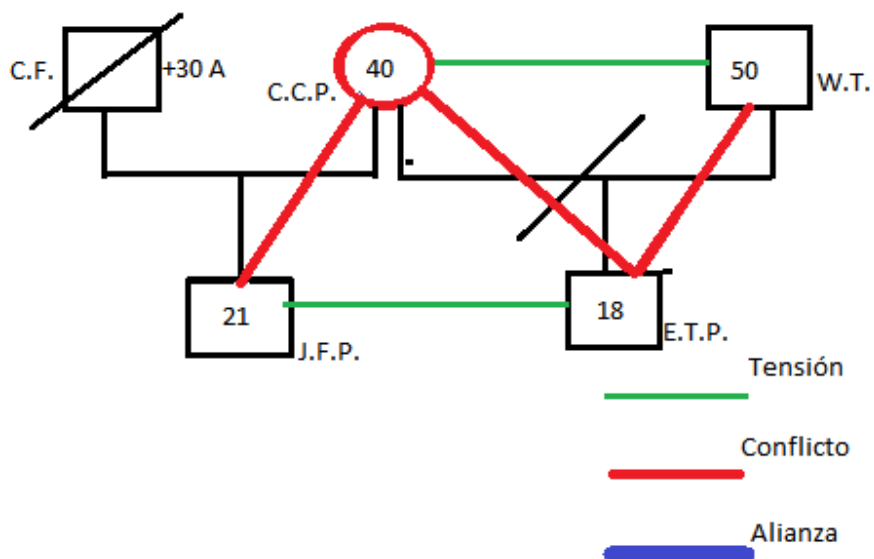 C.F.
+30 A
40
C.C.P.
50
W.T.
21
J.F.P.
18
E.T.P.
Tensión
Conflicto
Alianza